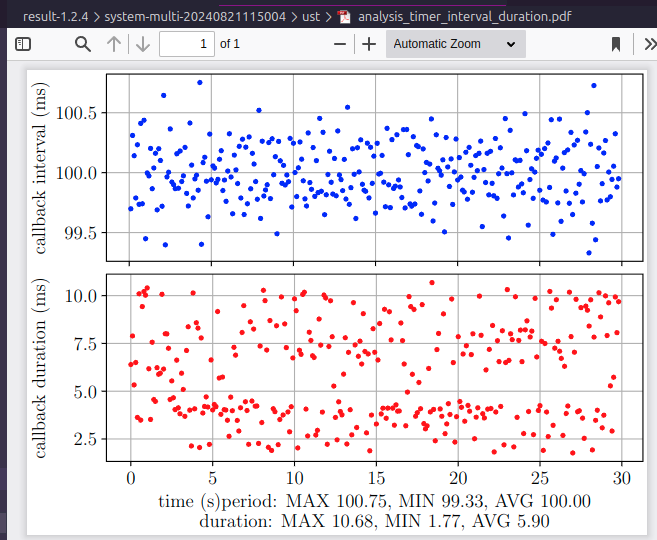 result-1.2.4 > system-multi-20240821115004 > ust > analysis_timer_interval_duration.pdf
1 of 1 − + Automatic Zoom
callback interval (ms)
100.5
100.0
99.5
callback duration (ms)
10.0
7.5
5.0
2.5
0 5 10 15 20 25 30
time (s)period: MAX 100.75, MIN 99.33, AVG 100.00
duration: MAX 10.68, MIN 1.77, AVG 5.90